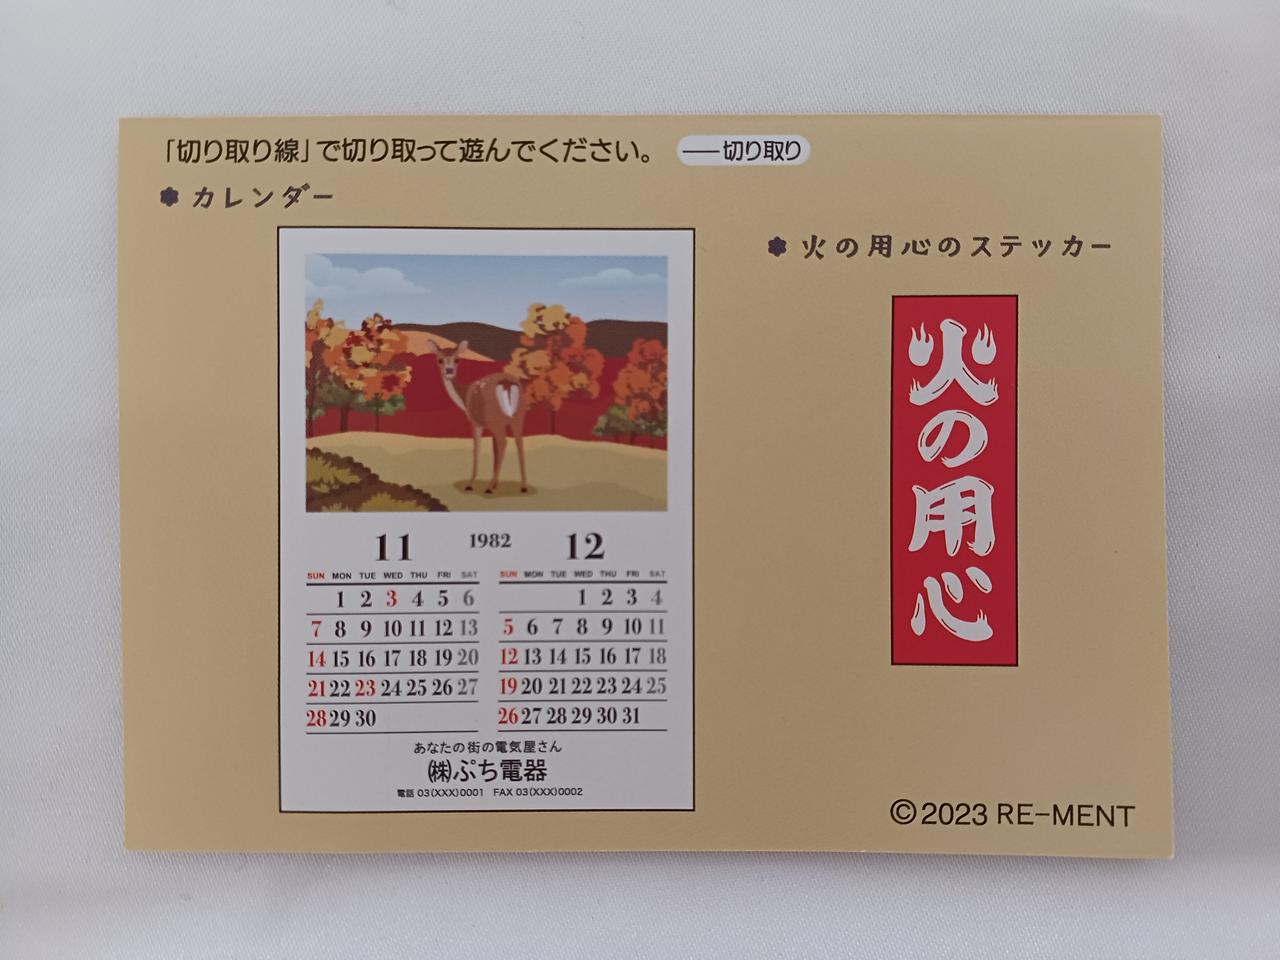 「切り取り線」で切り取って遊んでください。 ―切り取り
カレンダー
火の用心のステッカー
火の用心
11 1982 12
SUN MON TUE WED THU FRI SAT
1 2 3 4 5 6
7 8 9 10 11 12 13
14 15 16 17 18 19 20
21 22 23 24 25 26 27
28 29 30
SUN MON TUE WED THU FRI SAT
1 2 3 4
5 6 7 8 9 10 11
12 13 14 15 16 17 18
19 20 21 22 23 24 25
26 27 28 29 30 31
あなたの街の電気屋さん
㈱ぷち電器
電話 03(XXX)0001 FAX 03(XXX)0002
©2023 RE-MENT